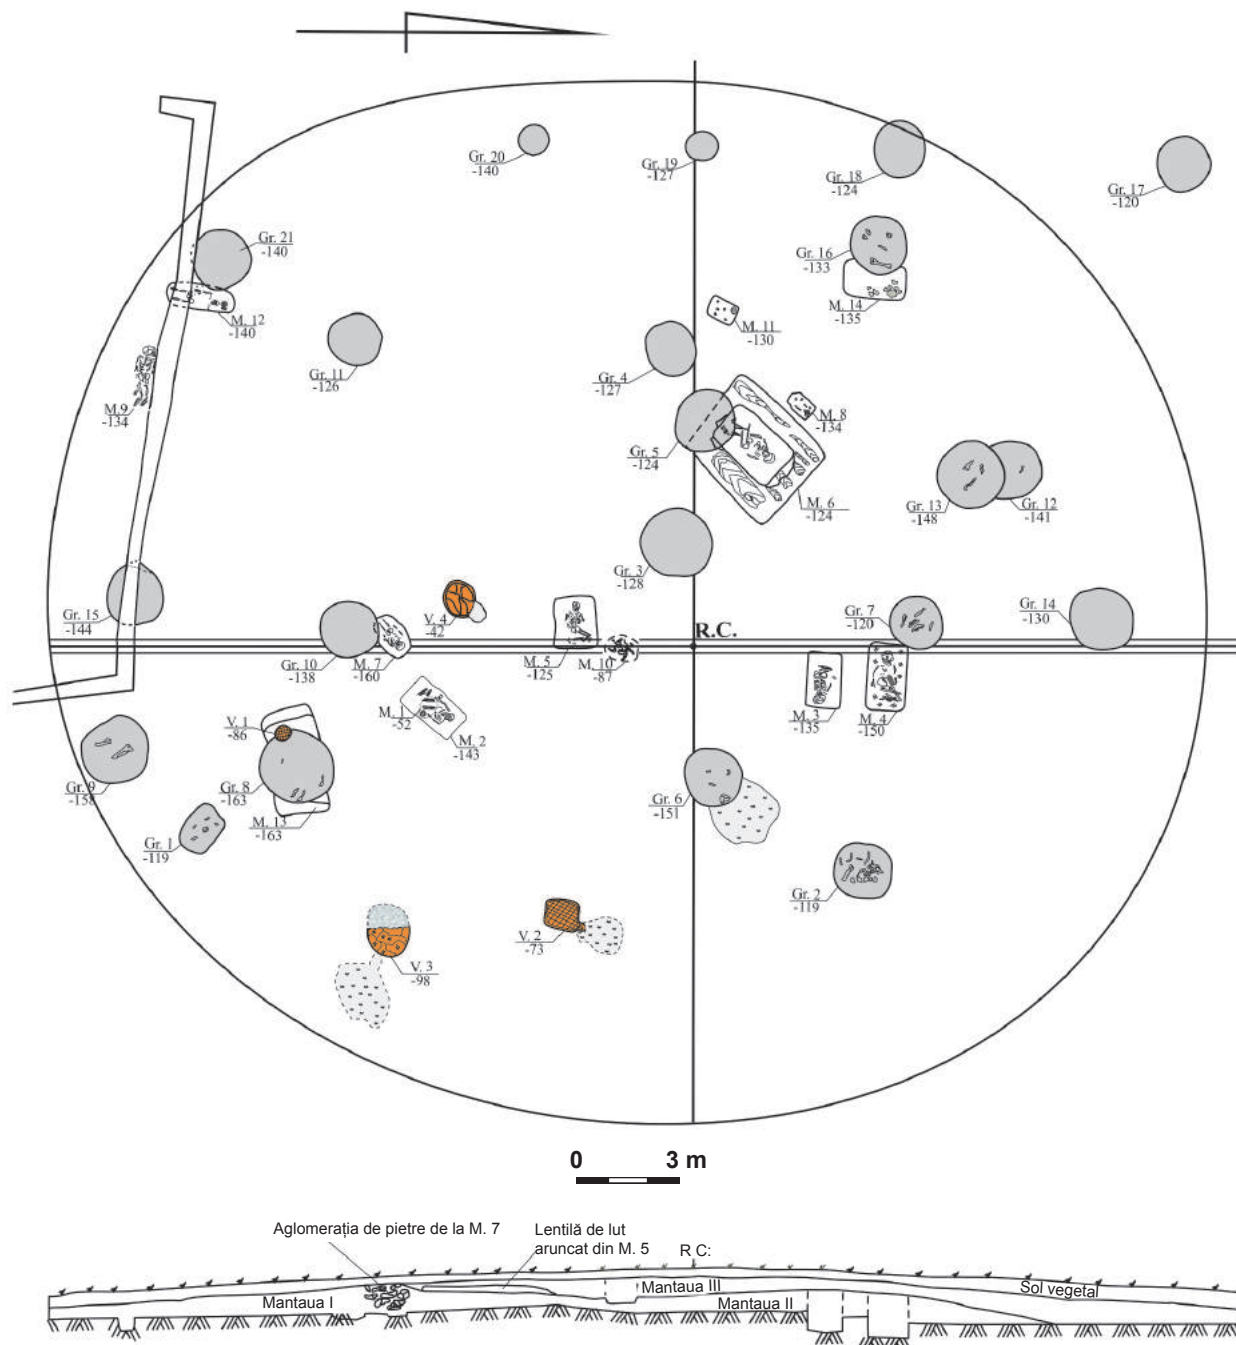 Gr. 20
-140
Gr. 19
-127
Gr. 18
-124
Gr. 17
-120
Gr. 21
-140
Gr. 16
-133
M. 14
-135
M. 12
-140
M. 11
-130
Gr. 11
-126
Gr. 4
-127
M. 9
-134
M. 8
-134
Gr. 5
-124
M. 6
-124
Gr. 13
-148
Gr. 12
-141
Gr. 3
-128
Gr. 15
-144
V. 4
-42
Gr. 7
-120
Gr. 14
-130
R.C.
Gr. 10
-138
M. 7
-160
M. 5
-125
M. 10
-87
M. 1
-52
M. 2
-143
M. 3
-135
M. 4
-150
V. 1
-86
Gr. 9
-158
Gr. 8
-163
M. 13
-163
Gr. 6
-151
Gr. 1
-119
Gr. 2
-119
V. 2
-73
V. 3
-98
0 3 m
Aglomerația de pietre de la M. 7
Lentilă de lut
aruncat din M. 5
R C:
Mantaua I
Mantaua III
Mantaua II
Sol vegetal